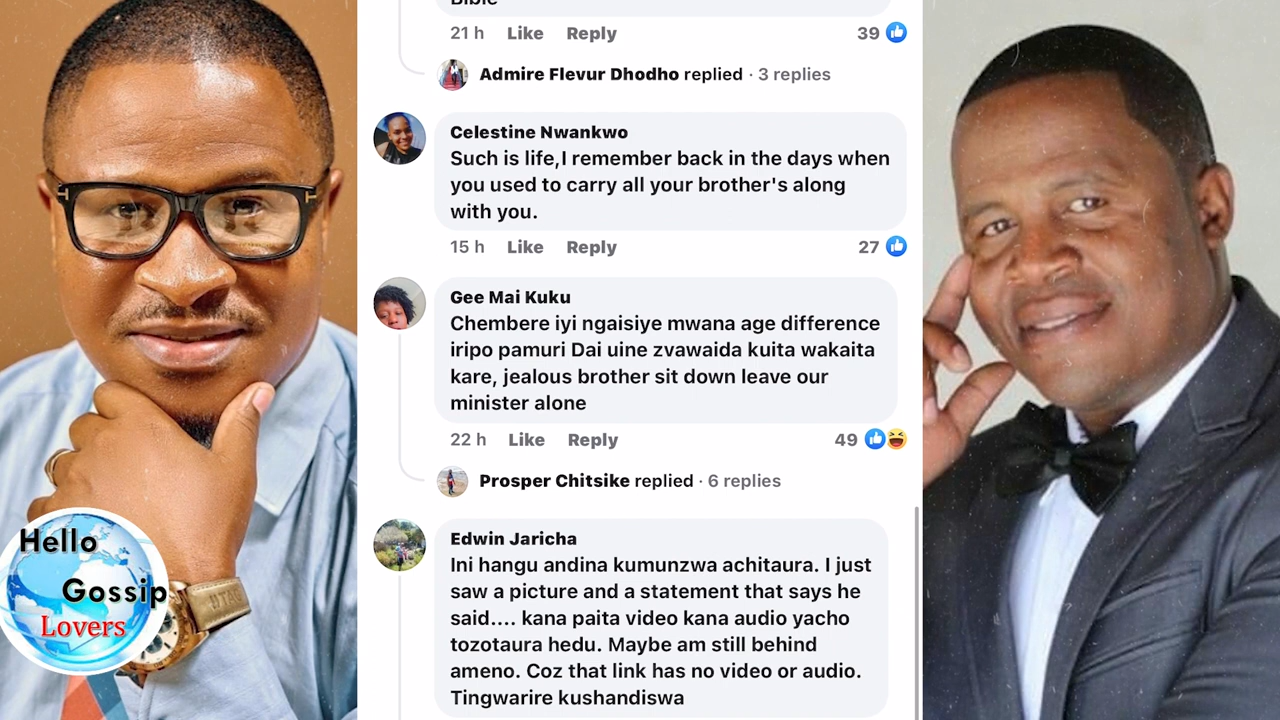 Bible
21 h Like Reply 39
Admire Flevur Dhodho replied · 3 replies
Celestine Nwankwo
Such is life,I remember back in the days when
you used to carry all your brother's along
with you.
15 h Like Reply 27
Gee Mai Kuku
Chembere iyi ngaisiye mwana age difference
iripo pamuri Dai uine zvawaida kuita wakaita
kare, jealous brother sit down leave our
minister alone
22 h Like Reply 49
Prosper Chitsike replied · 6 replies
Edwin Jaricha
Ini hangu andina kumunzwa achitaura. I just
saw a picture and a statement that says he
said.... kana paita video kana audio yacho
tozotaura hedu. Maybe am still behind
ameno. Coz that link has no video or audio.
Tingwarire kushandiswa
Hello
Gossip
Lovers